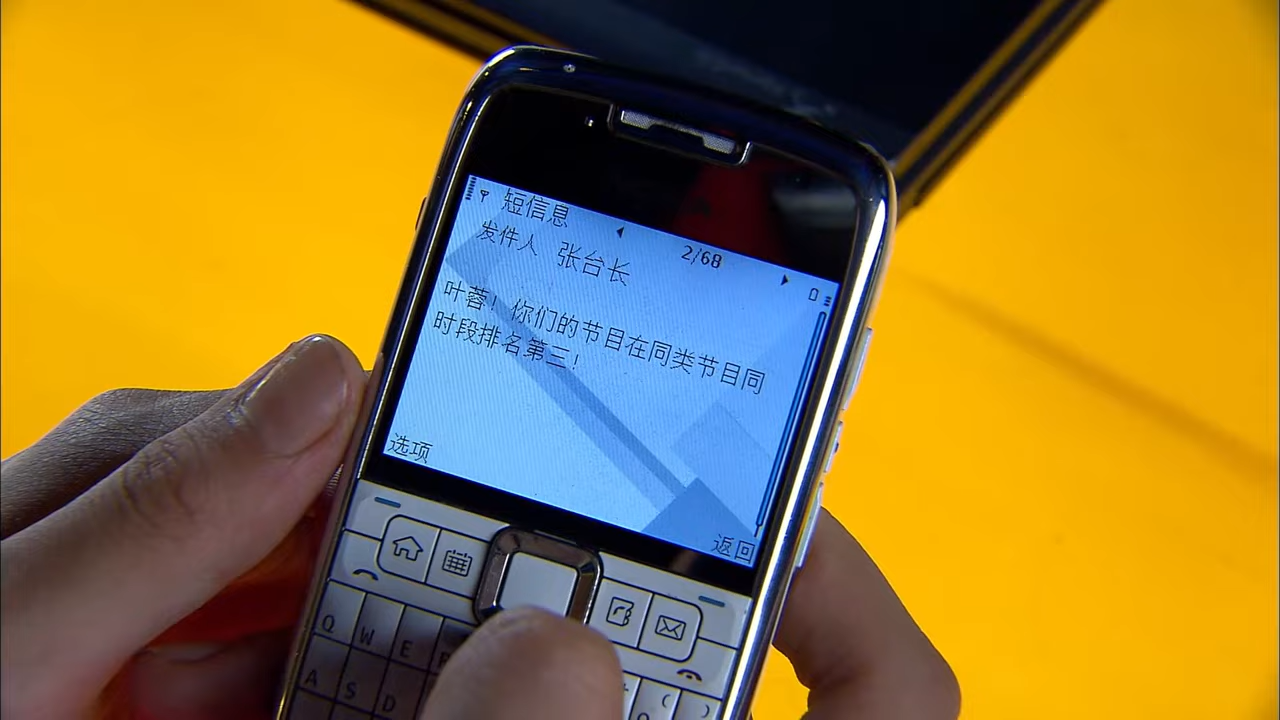 短信息
发件人 张台长
2/68
叶蓉！你们的节目在同类节目同
时段排名第三！
选项
返回
Q W E
A S D